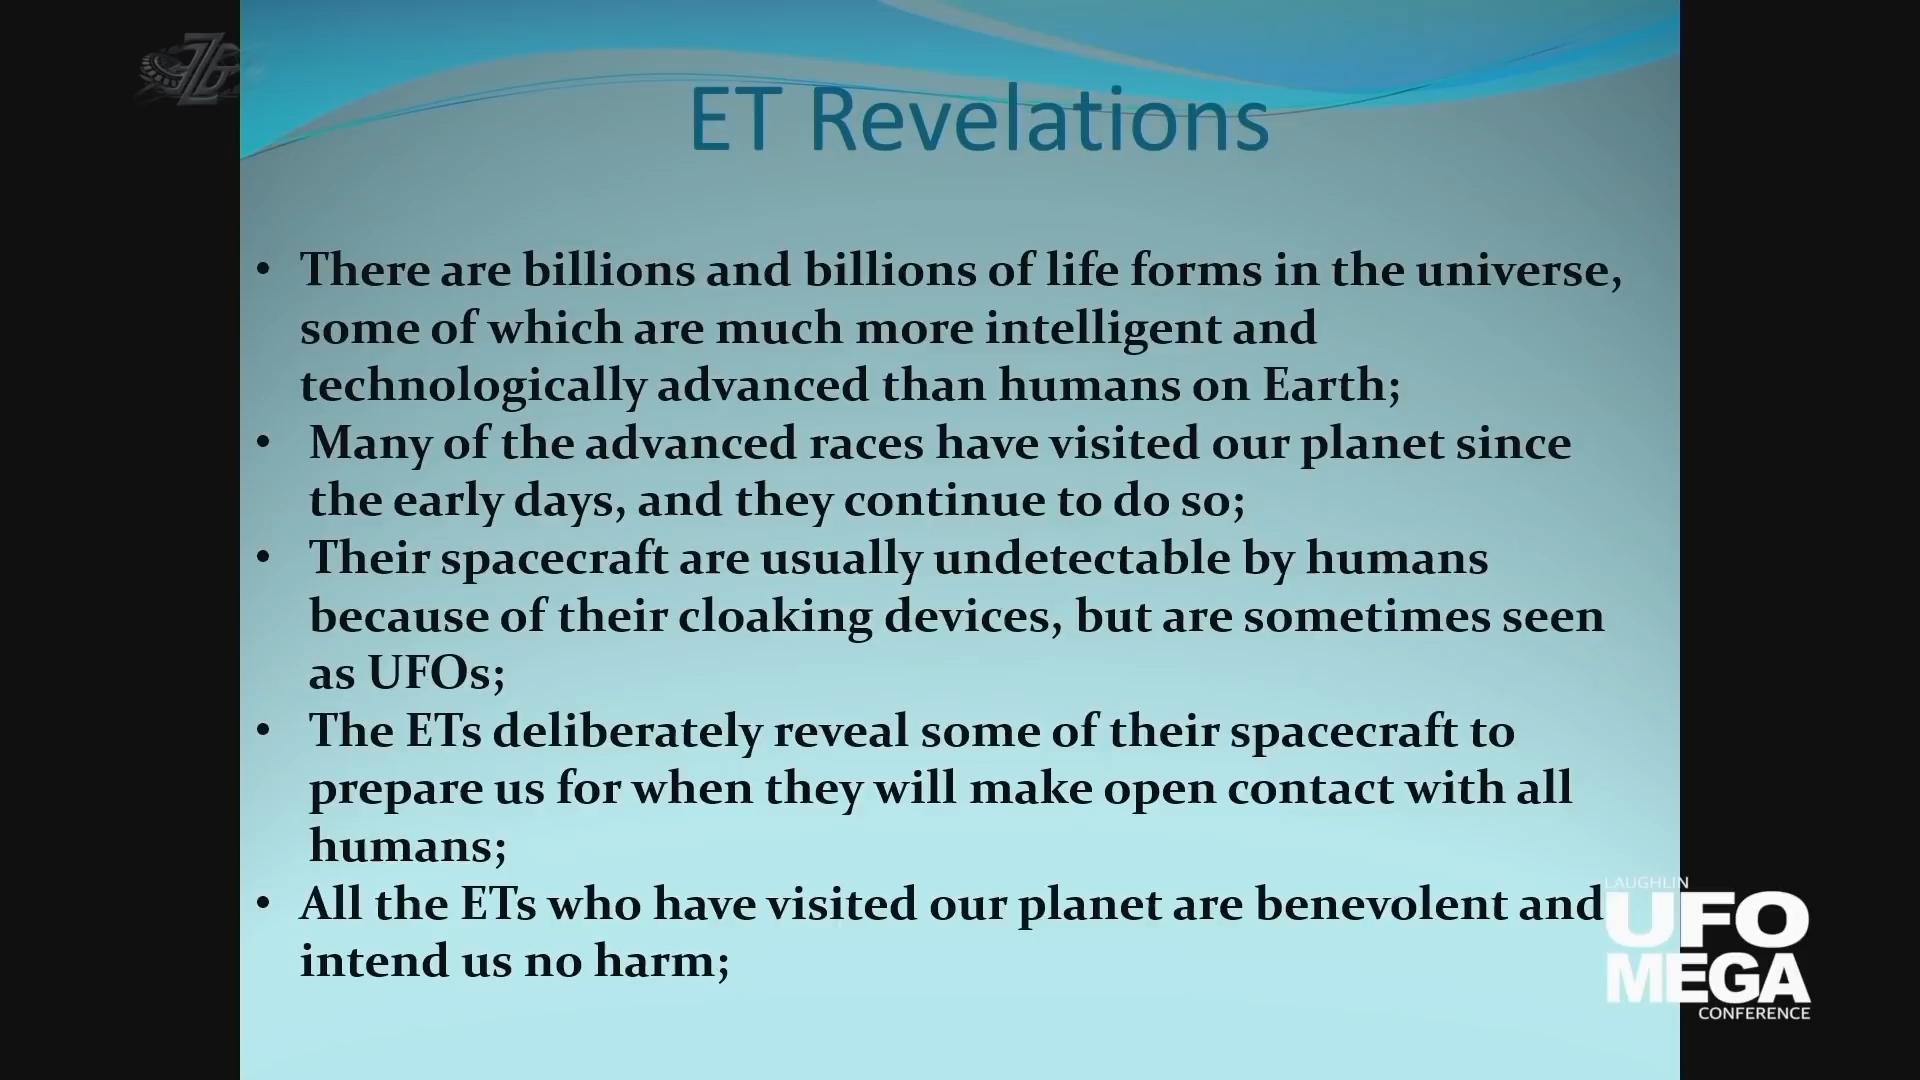 ET Revelations
• There are billions and billions of life forms in the universe,
some of which are much more intelligent and
technologically advanced than humans on Earth;
• Many of the advanced races have visited our planet since
the early days, and they continue to do so;
• Their spacecraft are usually undetectable by humans
because of their cloaking devices, but are sometimes seen
as UFOs;
• The ETs deliberately reveal some of their spacecraft to
prepare us for when they will make open contact with all
humans;
• All the ETs who have visited our planet are benevolent and
intend us no harm;
LAUGHLIN
UFO
MEGA
CONFERENCE